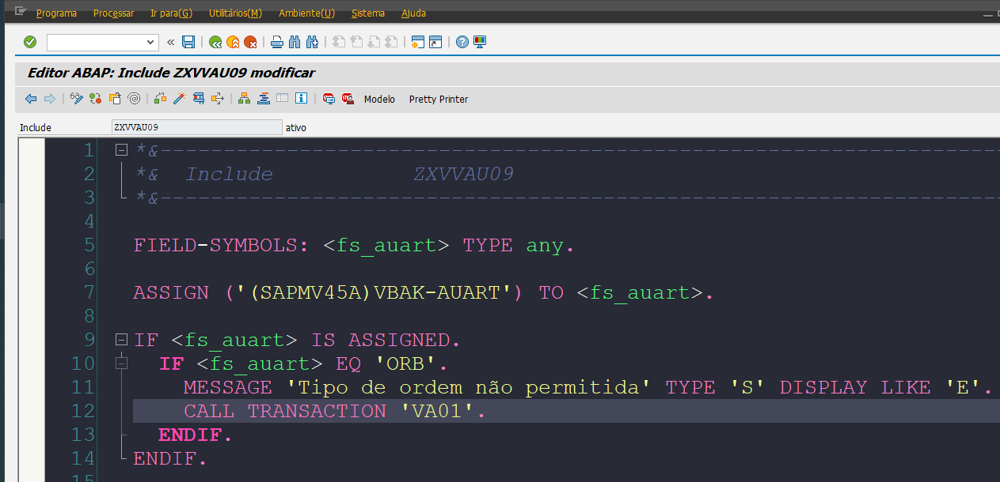 Programa Processar Ir para(G) Utilitários(M) Ambiente(U) Sistema Ajuda
Editor ABAP: Include ZXVVAU09 modificar
Modelo Pretty Printer
Include ZXVVAU09 ativo
1 *&---------------------------------------------------------------------
2 *& Include ZXVVAU09
3 *&---------------------------------------------------------------------
4
5 FIELD-SYMBOLS: <fs_auart> TYPE any.
6
7 ASSIGN ('(SAPMV45A)VBAK-AUART') TO <fs_auart>.
8
9 IF <fs_auart> IS ASSIGNED.
10 IF <fs_auart> EQ 'ORB'.
11 MESSAGE 'Tipo de ordem não permitida' TYPE 'S' DISPLAY LIKE 'E'.
12 CALL TRANSACTION 'VA01'.
13 ENDIF.
14 ENDIF.
15